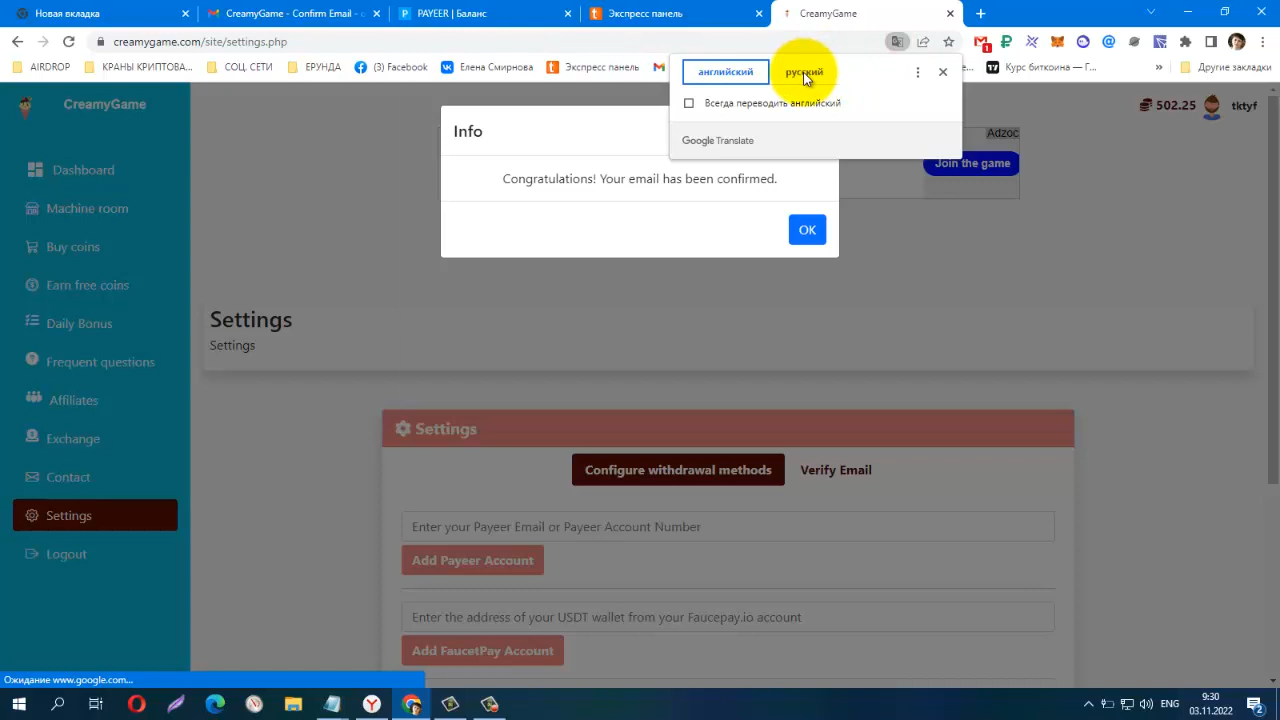 Новая вкладка
CreamyGame - Confirm Email - c
PAYEER | Баланс
Экспресс панель
CreamyGame
creamygame.com/site/settings.php
AIRDROP
КРАНЫ КРИПТОВА...
СОЦ. СЕТИ
ЕРУНДА
(3) Facebook
Елена Смирнова
Экспресс панель
Курс биткоина — Г...
»
Другие закладки
английский
русский
Всегда переводить английский
Google Translate
CreamyGame
502.25
tktyf
Adzoc
Join the game
Info
Congratulations! Your email has been confirmed.
OK
Dashboard
Machine room
Buy coins
Earn free coins
Daily Bonus
Frequent questions
Affiliates
Exchange
Contact
Settings
Logout
Settings
Settings
Settings
Configure withdrawal methods
Verify Email
Enter your Payeer Email or Payeer Account Number
Add Payeer Account
Enter the address of your USDT wallet from your Faucepay.io account
Add FaucetPay Account
Ожидание www.google.com...
ENG
9:30
03.11.2022
2